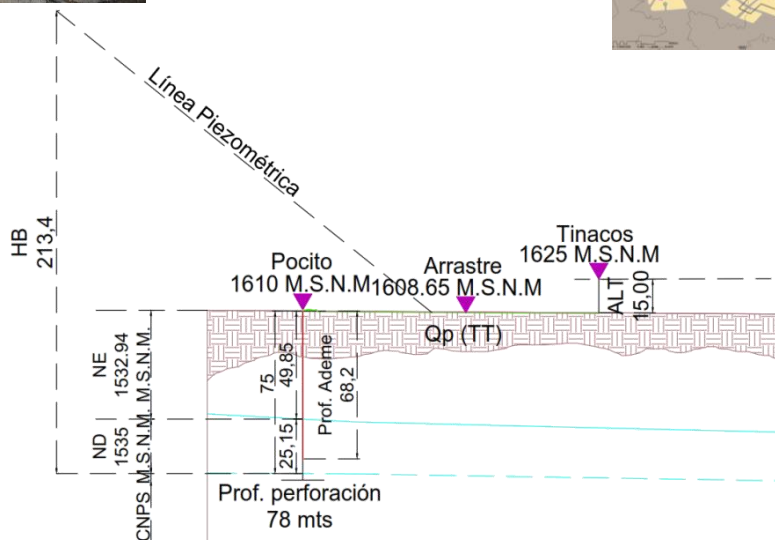 Línea Piezométrica
HB
213,4
Pocito
1610 M.S.N.M
Arrastre
1608.65 M.S.N.M
Tinacos
1625 M.S.N.M
ALT
15,00
Qp (TT)
NE
1532.94
M.S.N.M.
ND
1535
M.S.N.M.
CNPS
75
49,85
25,15
Prof. Ademe
68,2
Prof. perforación
78 mts